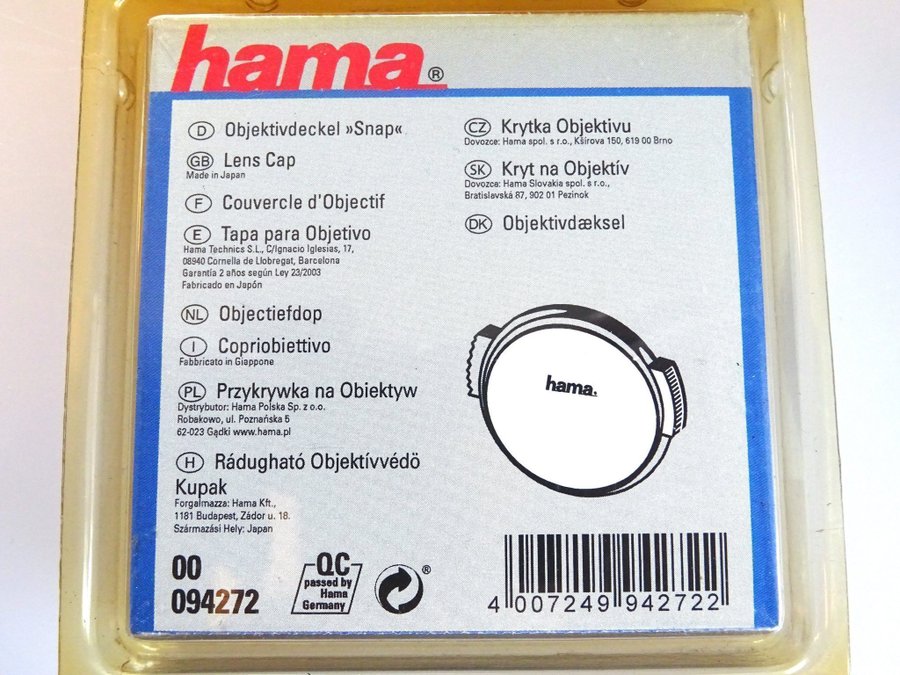 hama®
D Objektivdeckel »Snap«
GB Lens Cap
Made in Japan
F Couvercle d'Objectif
E Tapa para Objetivo
Hama Technics S.L., C/Ignacio Iglesias, 17,
08940 Cornella de Llobregat, Barcelona
Garantía 2 años según Ley 23/2003
Fabricado en Japón
NL Objectiefdop
I Copriobiettivo
Fabbricato in Giappone
PL Przykrywka na Obiektyw
Dystrybutor: Hama Polska Sp. z o.o.
Robakowo, ul. Poznańska 5
62-023 Gądki www.hama.pl
H Rádugható Objektívvédö
Kupak
Forgalmazza: Hama Kft.,
1181 Budapest, Zádor u. 18.
Származási Hely: Japan
CZ Krytka Objektivu
Dovozce: Hama spol. s r.o., Kširova 150, 619 00 Brno
SK Kryt na Objektív
Dovozca: Hama Slovakia spol. s r.o.,
Bratislavská 87, 902 01 Pezinok
DK Objektivdæksel
hama®
00
094272
QC
passed by
Hama
Germany
®
4 007249 942722